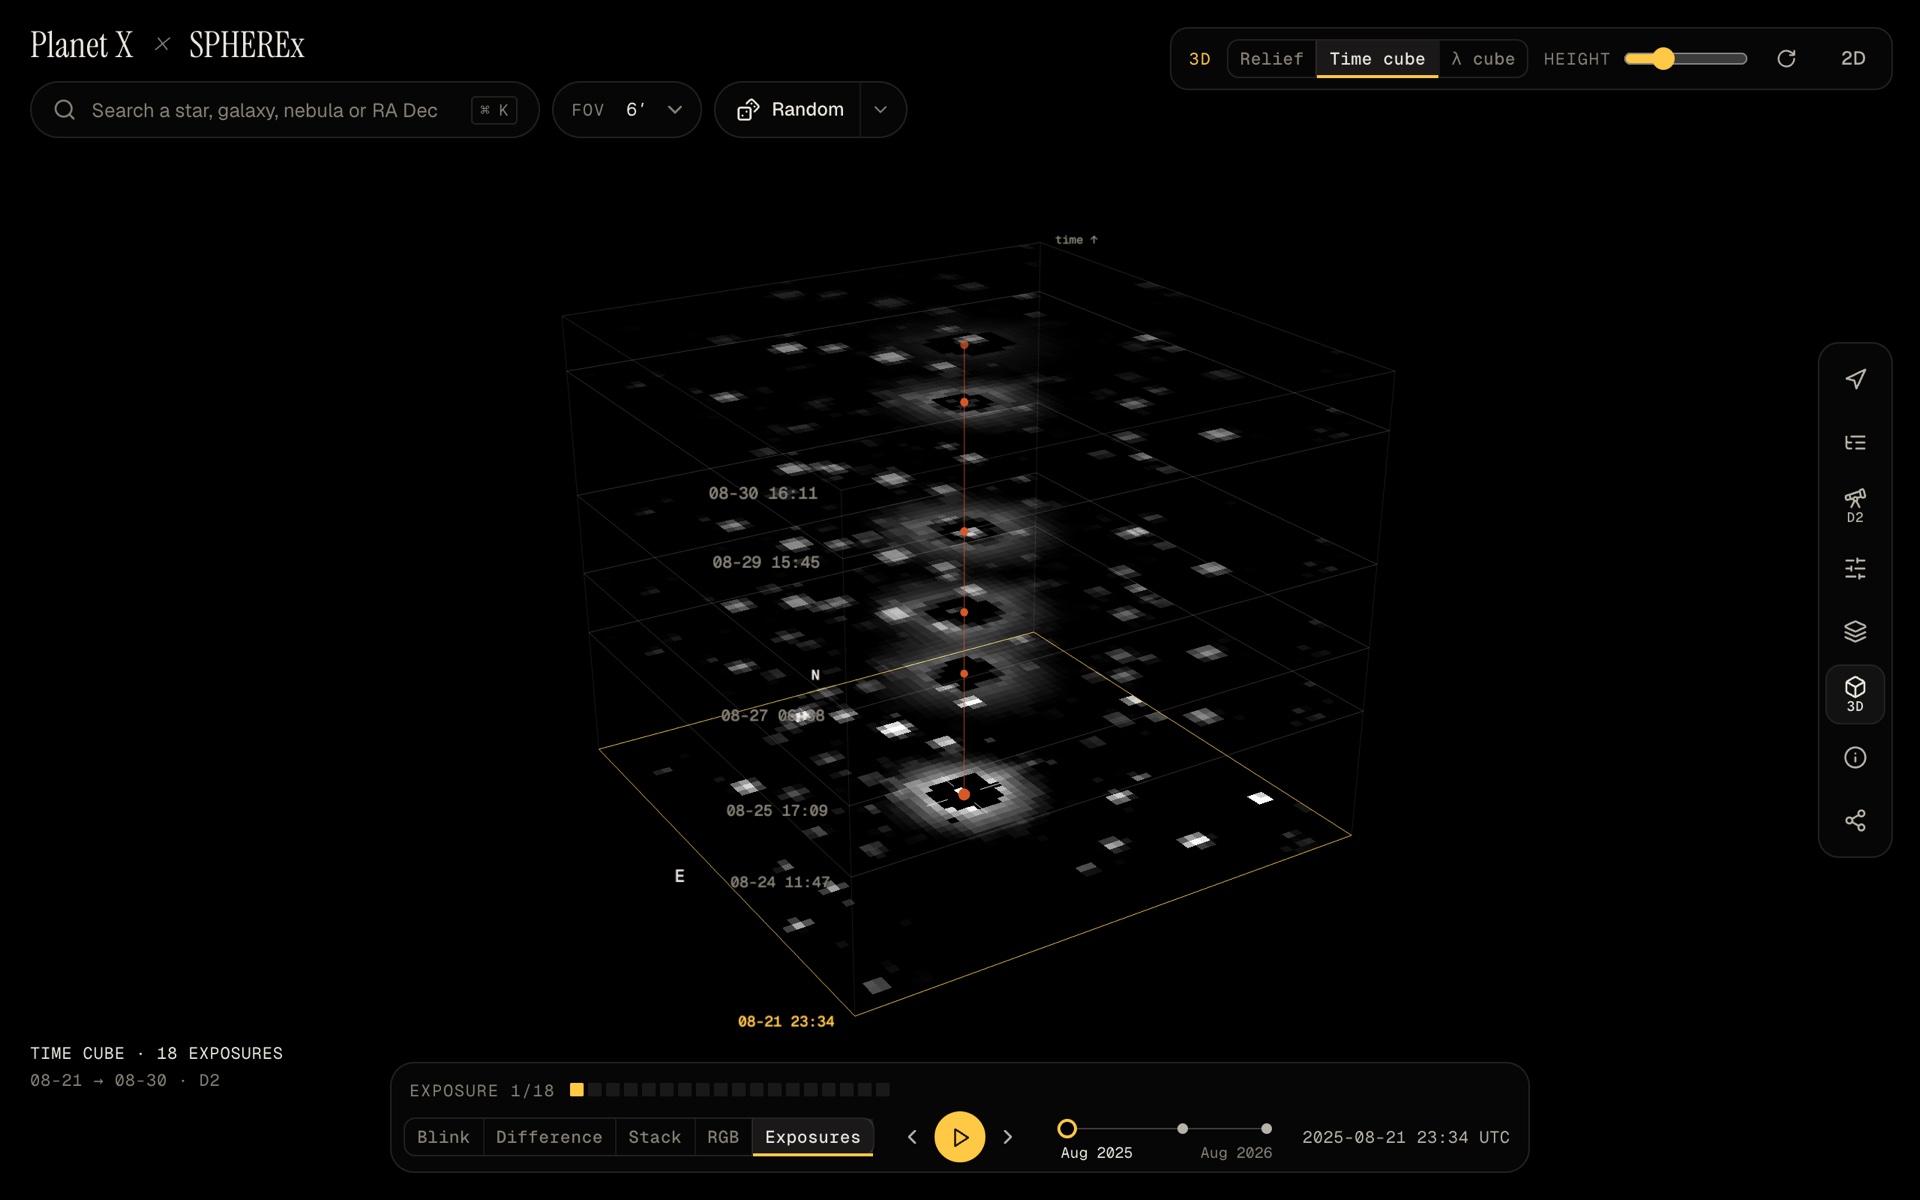 Planet X × SPHEREx
3D Relief Time cube λ cube HEIGHT 2D
Search a star, galaxy, nebula or RA Dec ⌘ K
FOV 6′
Random
time ↑
08-30 16:11
08-29 15:45
N
08-27
08-25 17:09
E
08-24 11:47
08-21 23:34
D2
3D
TIME CUBE · 18 EXPOSURES
08-21 → 08-30 · D2
EXPOSURE 1/18
Blink Difference Stack RGB Exposures
Aug 2025 Aug 2026
2025-08-21 23:34 UTC